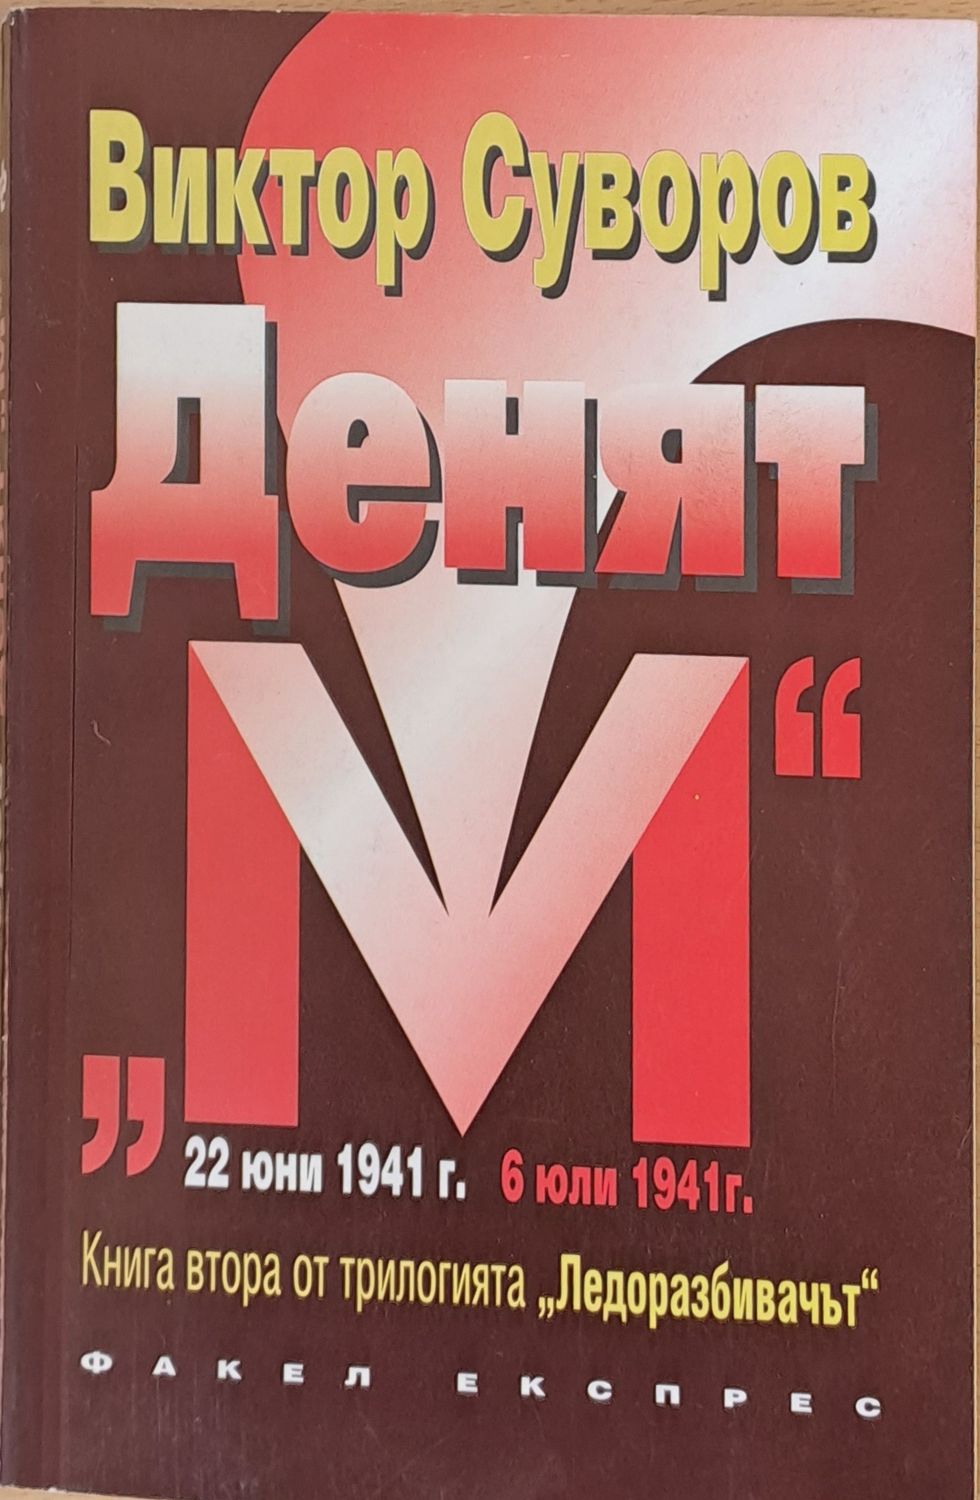 Виктор Суворов
Денят
„М“
22 юни 1941 г. 6 юли 1941г.
Книга втора от трилогията „Ледоразбивачът“
ФАКЕЛ ЕКСПРЕС